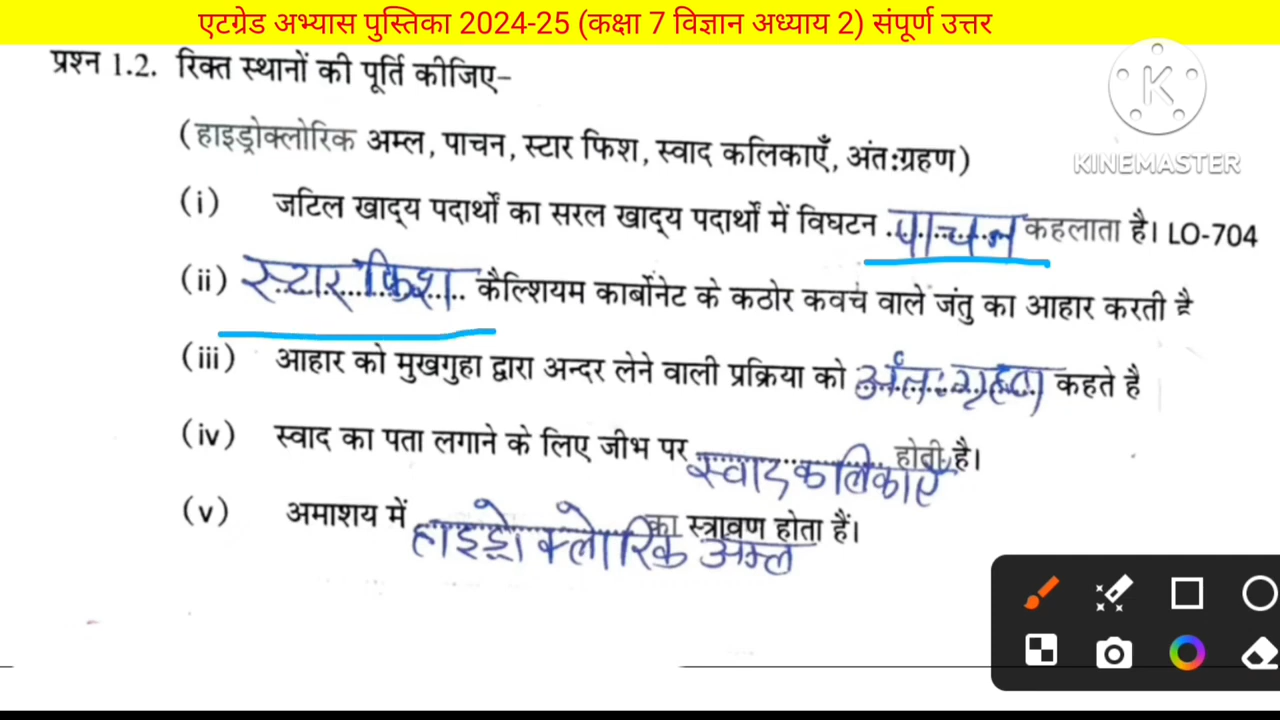 एटग्रेड अभ्यास पुस्तिका 2024-25 (कक्षा 7 विज्ञान अध्याय 2) संपूर्ण उत्तर
प्रश्न 1.2. रिक्त स्थानों की पूर्ति कीजिए–
KINEMASTER
(हाइड्रोक्लोरिक अम्ल, पाचन, स्टार फिश, स्वाद कलिकाएँ, अंत:ग्रहण)
(i) जटिल खाद्य पदार्थों का सरल खाद्य पदार्थों में विघटन पाचन कहलाता है। LO-704
(ii) स्टार फिश कैल्शियम कार्बोनेट के कठोर कवच वाले जंतु का आहार करती है
(iii) आहार को मुखगुहा द्वारा अन्दर लेने वाली प्रक्रिया को अंत:ग्रहण कहते है
(iv) स्वाद का पता लगाने के लिए जीभ पर स्वाद कलिकाएँ होती है।
(v) अमाशय में हाइड्रोक्लोरिक अम्ल का स्त्रावण होता हैं।